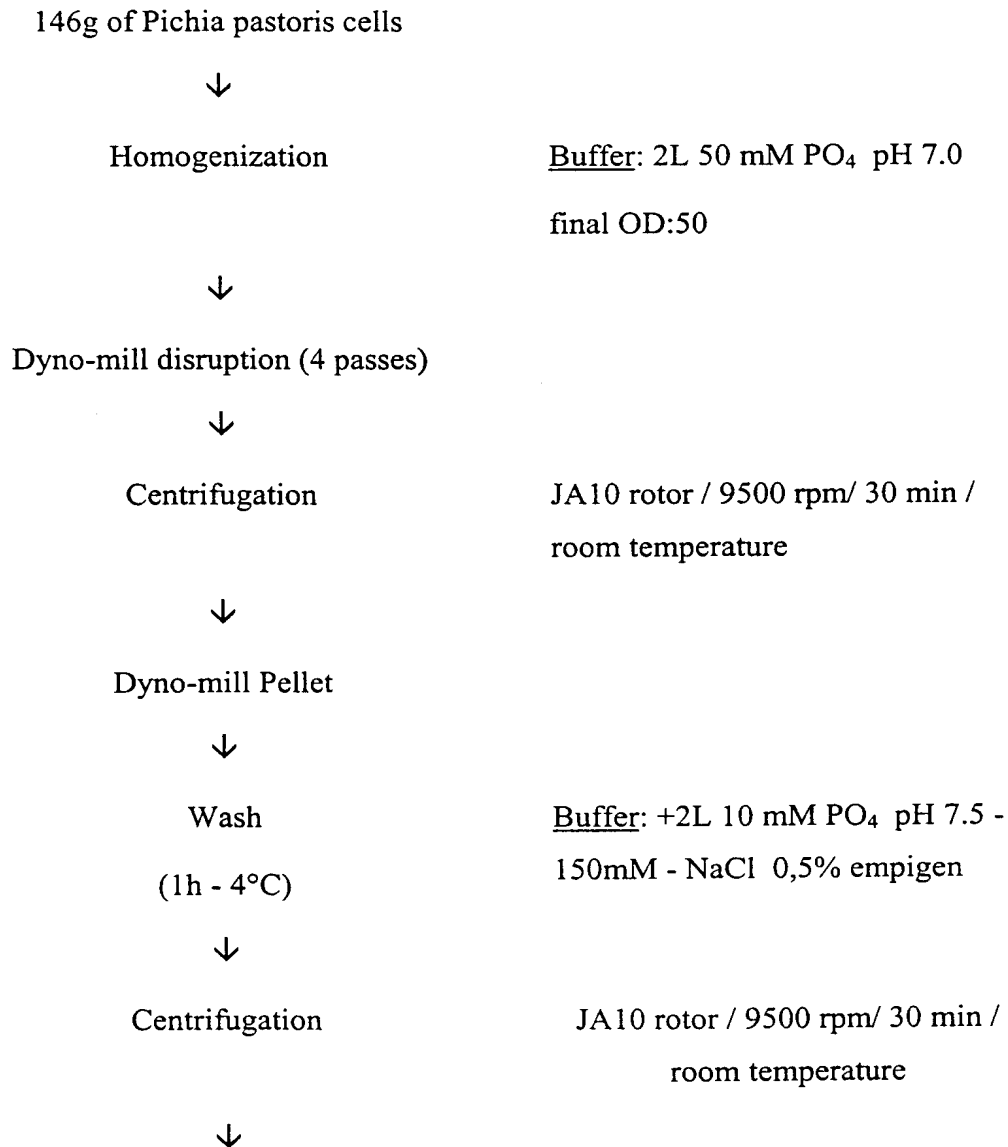 146g of Pichia pastoris cells
↓
Homogenization
Buffer: 2L 50 mM PO₄ pH 7.0
final OD:50
↓
Dyno-mill disruption (4 passes)
↓
Centrifugation
JA10 rotor / 9500 rpm/ 30 min /
room temperature
↓
Dyno-mill Pellet
↓
Wash
(1h - 4°C)
Buffer: +2L 10 mM PO₄ pH 7.5 -
150mM - NaCl 0,5% empigen
↓
Centrifugation
JA10 rotor / 9500 rpm/ 30 min /
room temperature
↓